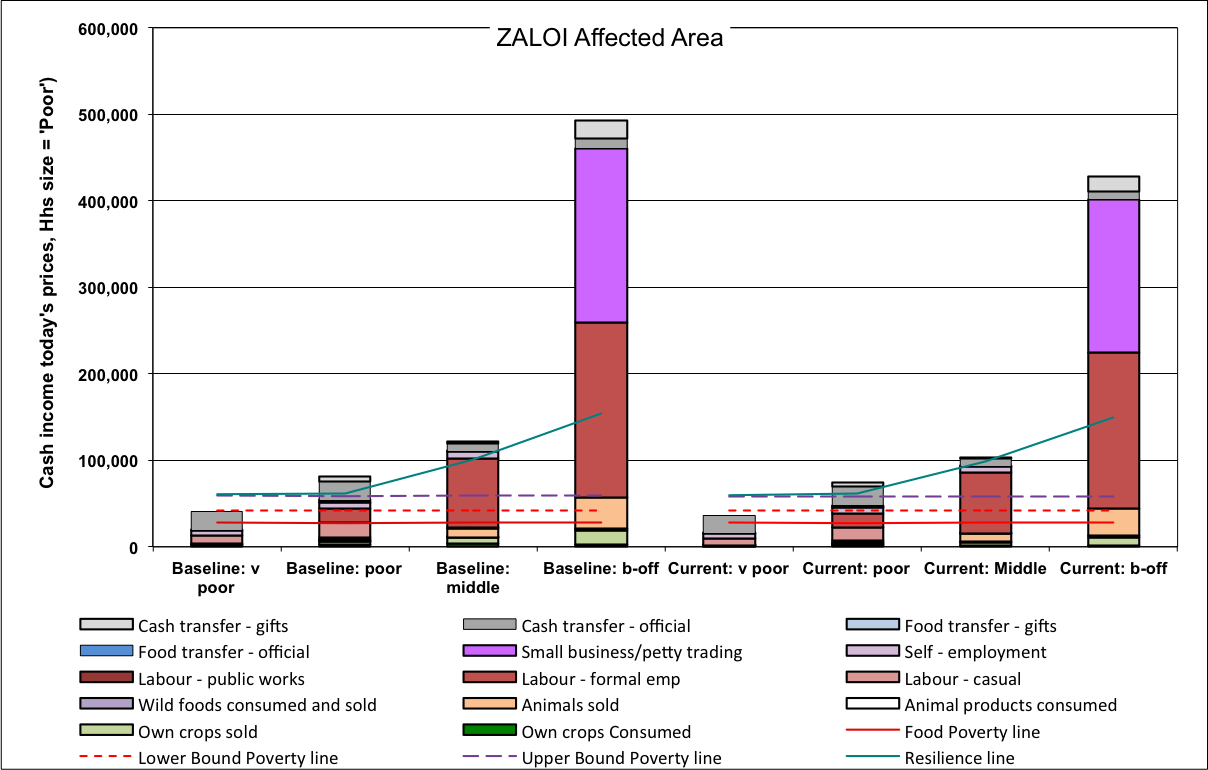 ZALOI Affected Area
Cash income today's prices, Hhs size = 'Poor')
600,000
500,000
400,000
300,000
200,000
100,000
0
Baseline: v poor
Baseline: poor
Baseline: middle
Baseline: b-off
Current: v poor
Current: poor
Current: Middle
Current: b-off
Cash transfer - gifts
Cash transfer - official
Food transfer - gifts
Food transfer - official
Small business/petty trading
Self - employment
Labour - public works
Labour - formal emp
Labour - casual
Wild foods consumed and sold
Animals sold
Animal products consumed
Own crops sold
Own crops Consumed
Food Poverty line
Lower Bound Poverty line
Upper Bound Poverty line
Resilience line